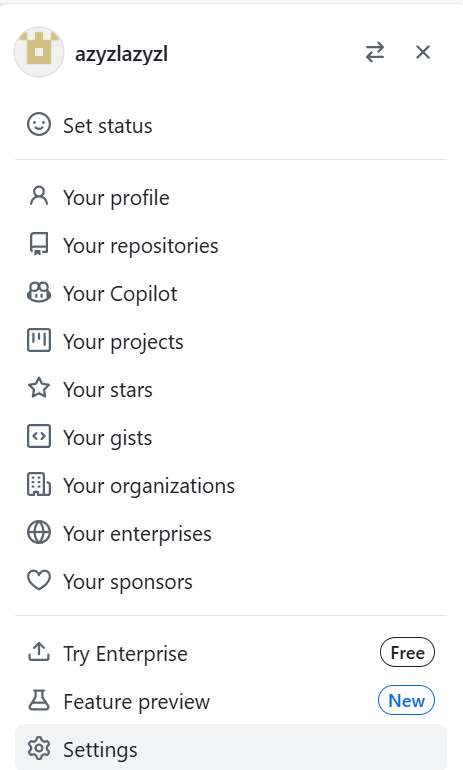 azyzlazyzl
Set status
Your profile
Your repositories
Your Copilot
Your projects
Your stars
Your gists
Your organizations
Your enterprises
Your sponsors
Try Enterprise Free
Feature preview New
Settings